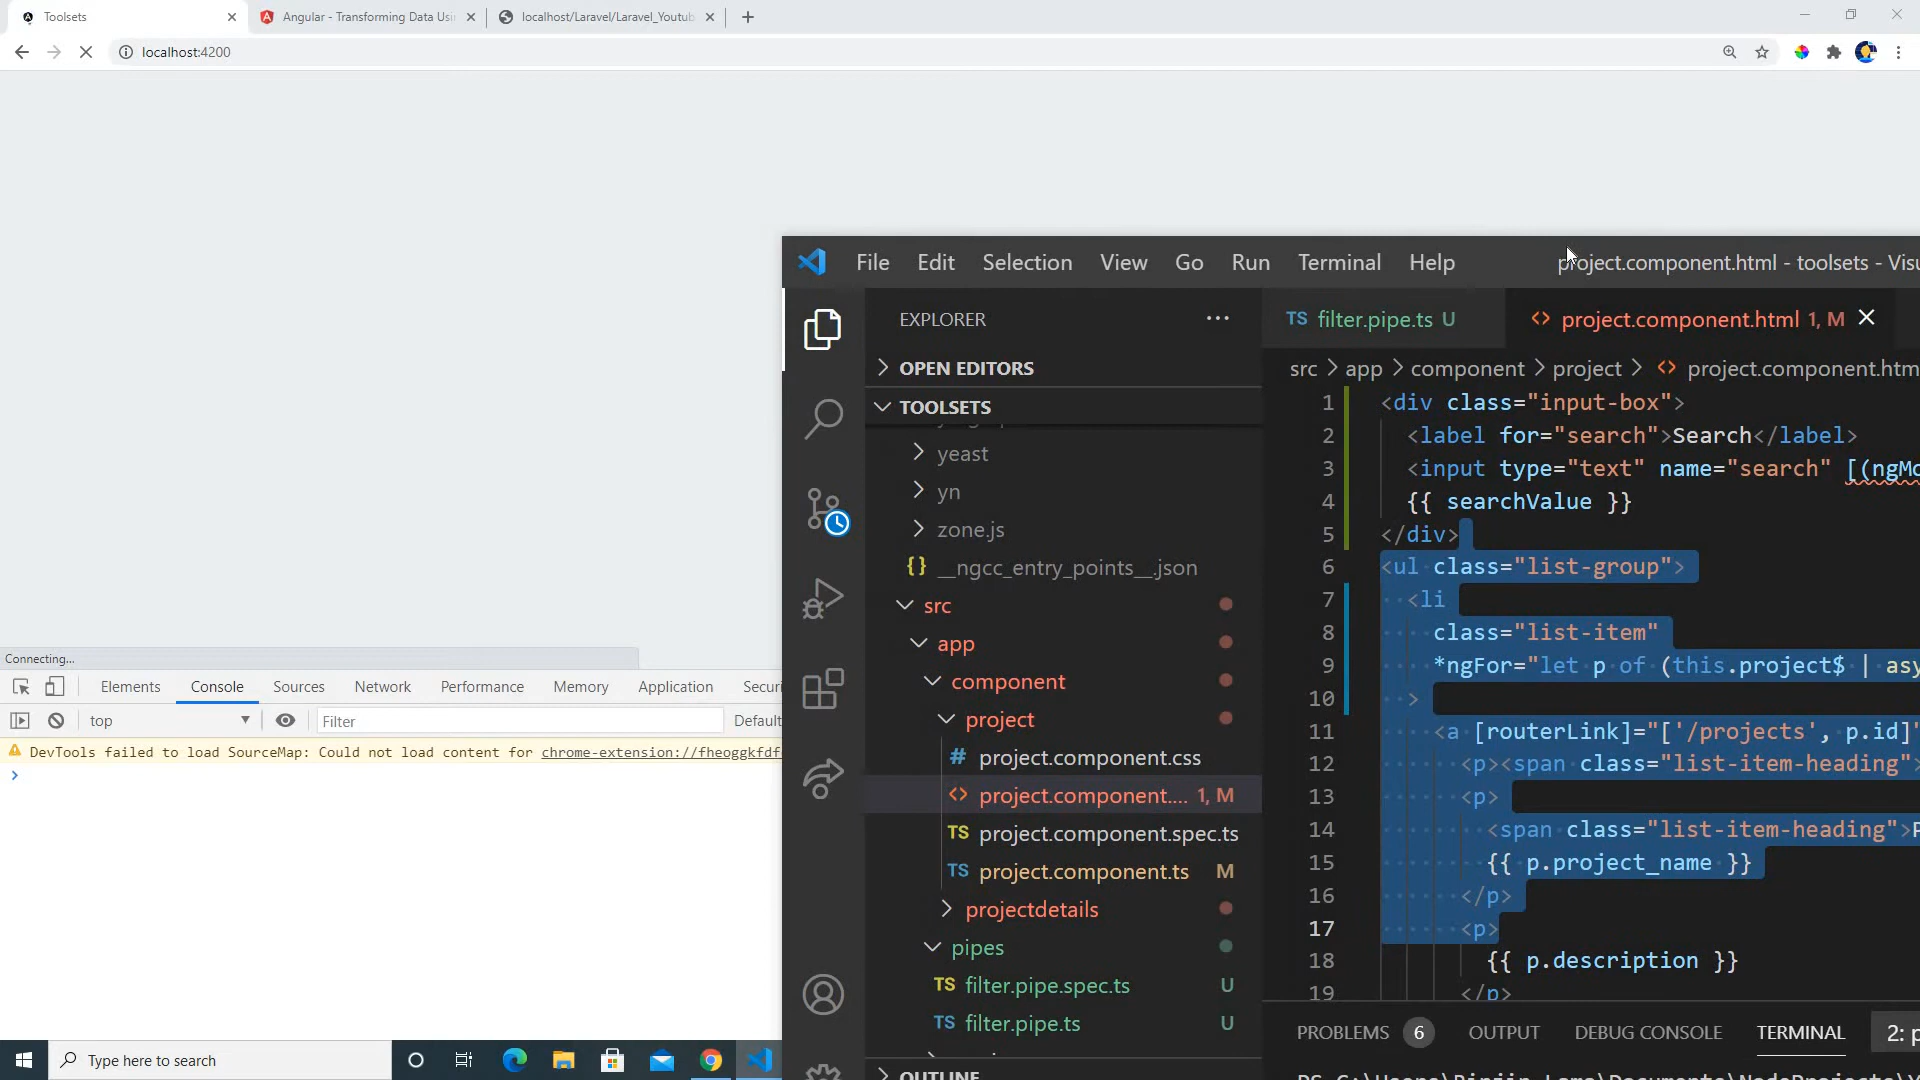 Toolsets
Angular - Transforming Data Usi
localhost/Laravel/Laravel_Youtub
localhost:4200
File Edit Selection View Go Run Terminal Help
project.component.html - toolsets - Visu
EXPLORER
filter.pipe.ts U
project.component.html 1, M
OPEN EDITORS
src > app > component > project > project.component.htm
TOOLSETS
yeast
yn
zone.js
__ngcc_entry_points__.json
src
app
component
project
project.component.css
project.component.... 1, M
project.component.spec.ts
project.component.ts M
projectdetails
pipes
filter.pipe.spec.ts U
filter.pipe.ts U
OUTLINE
1 <div class="input-box">
2 <label for="search">Search</label>
3 <input type="text" name="search" [(ngMo
4 {{ searchValue }}
5 </div>
6 <ul class="list-group">
7 <li
8 class="list-item"
9 *ngFor="let p of (this.project$ | asy
10 >
11 <a [routerLink]="['/projects', p.id]"
12 <p><span class="list-item-heading">
13 <p>
14 <span class="list-item-heading">P
15 {{ p.project_name }}
16 </p>
17 <p>
18 {{ p.description }}
19 </p>
PROBLEMS 6 OUTPUT DEBUG CONSOLE TERMINAL 2: p
Connecting...
Elements Console Sources Network Performance Memory Application Securi
top Filter Default
DevTools failed to load SourceMap: Could not load content for chrome-extension://fheoggkfdf
Type here to search